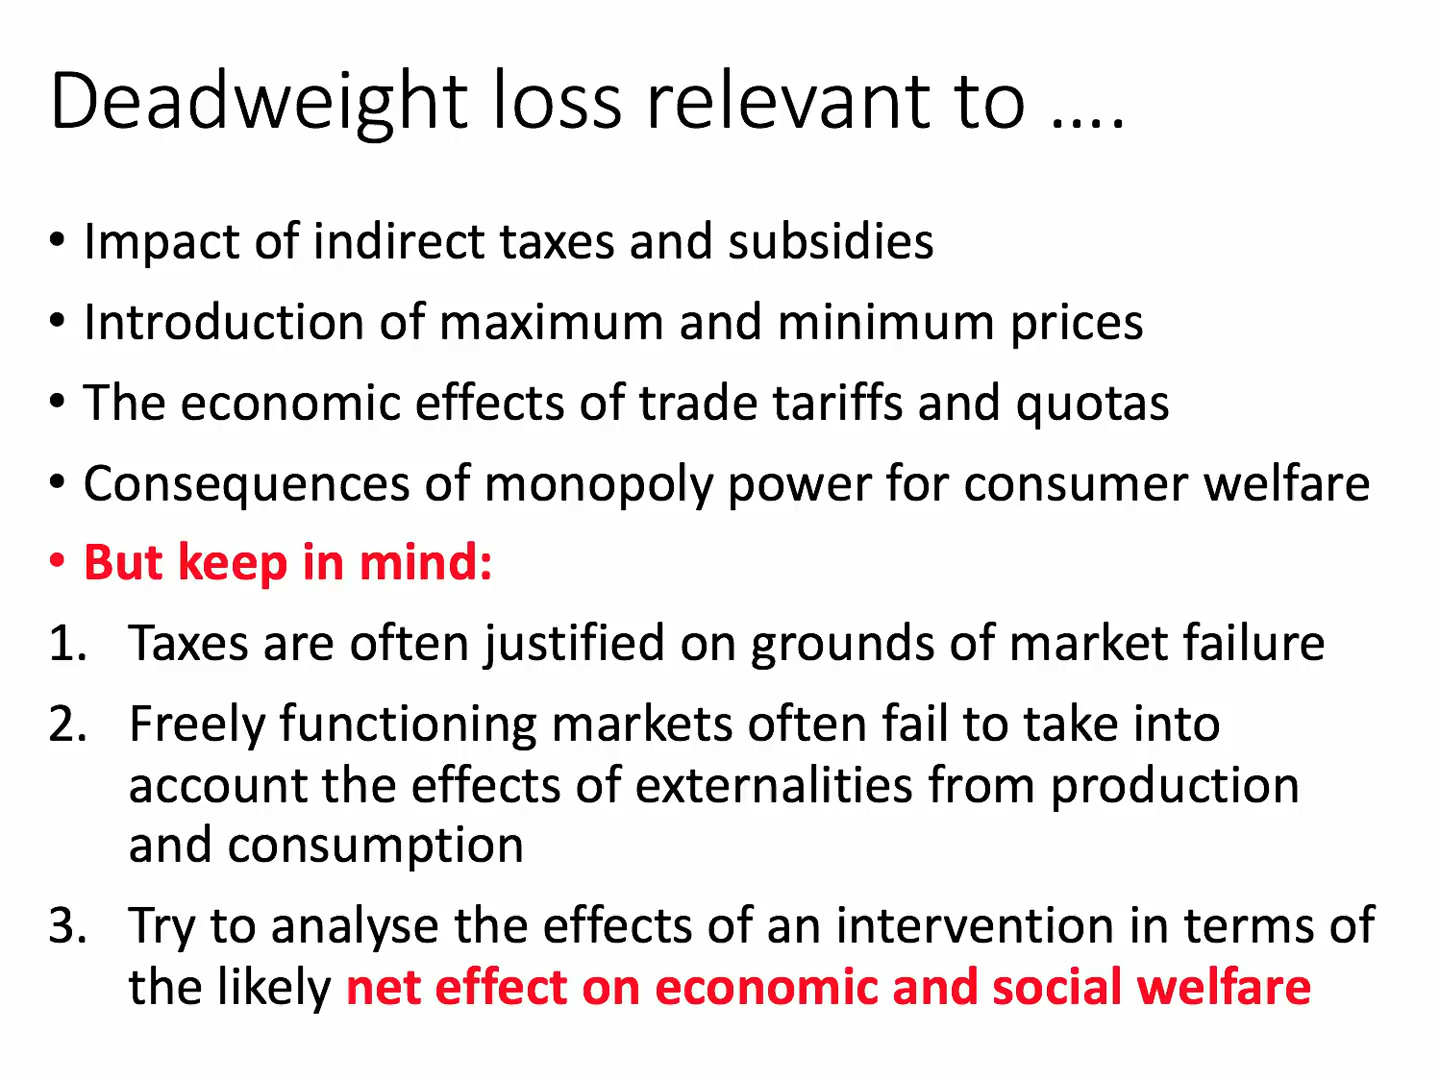 Deadweight loss relevant to ….
• Impact of indirect taxes and subsidies
• Introduction of maximum and minimum prices
• The economic effects of trade tariffs and quotas
• Consequences of monopoly power for consumer welfare
• But keep in mind:
1. Taxes are often justified on grounds of market failure
2. Freely functioning markets often fail to take into
account the effects of externalities from production
and consumption
3. Try to analyse the effects of an intervention in terms of
the likely net effect on economic and social welfare